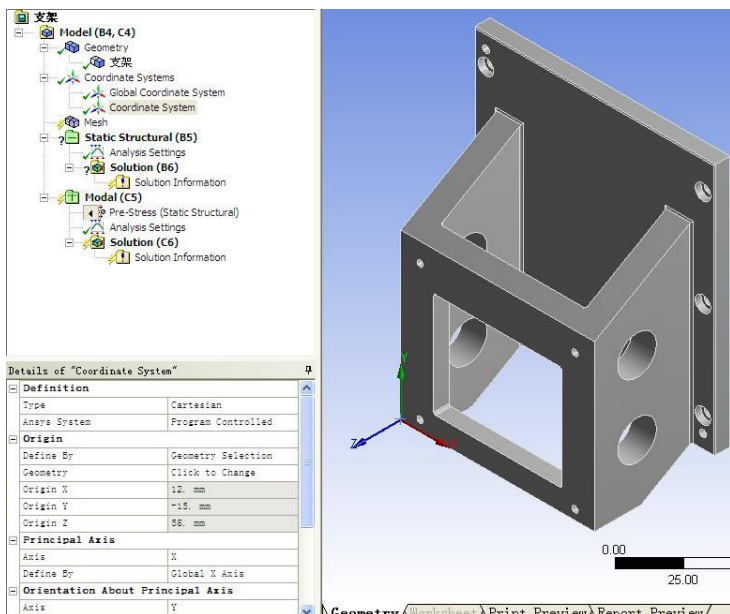 支架
Model (B4, C4)
Geometry
支架
Coordinate Systems
Global Coordinate System
Coordinate System
Mesh
Static Structural (B5)
Analysis Settings
Solution (B6)
Solution Information
Modal (C5)
Pre-Stress (Static Structural)
Analysis Settings
Solution (C6)
Solution Information
Details of "Coordinate System"
Definition
Type Cartesian
Ansys System Program Controlled
Origin
Define By Geometry Selection
Geometry Click to Change
Origin X 12. mm
Origin Y -15. mm
Origin Z 58. mm
Principal Axis
Axis X
Define By Global X Axis
Orientation About Principal Axis
Axis Y
Y
Z
X
0.00
25.00
Geometry Worksheet Print Preview Report Preview